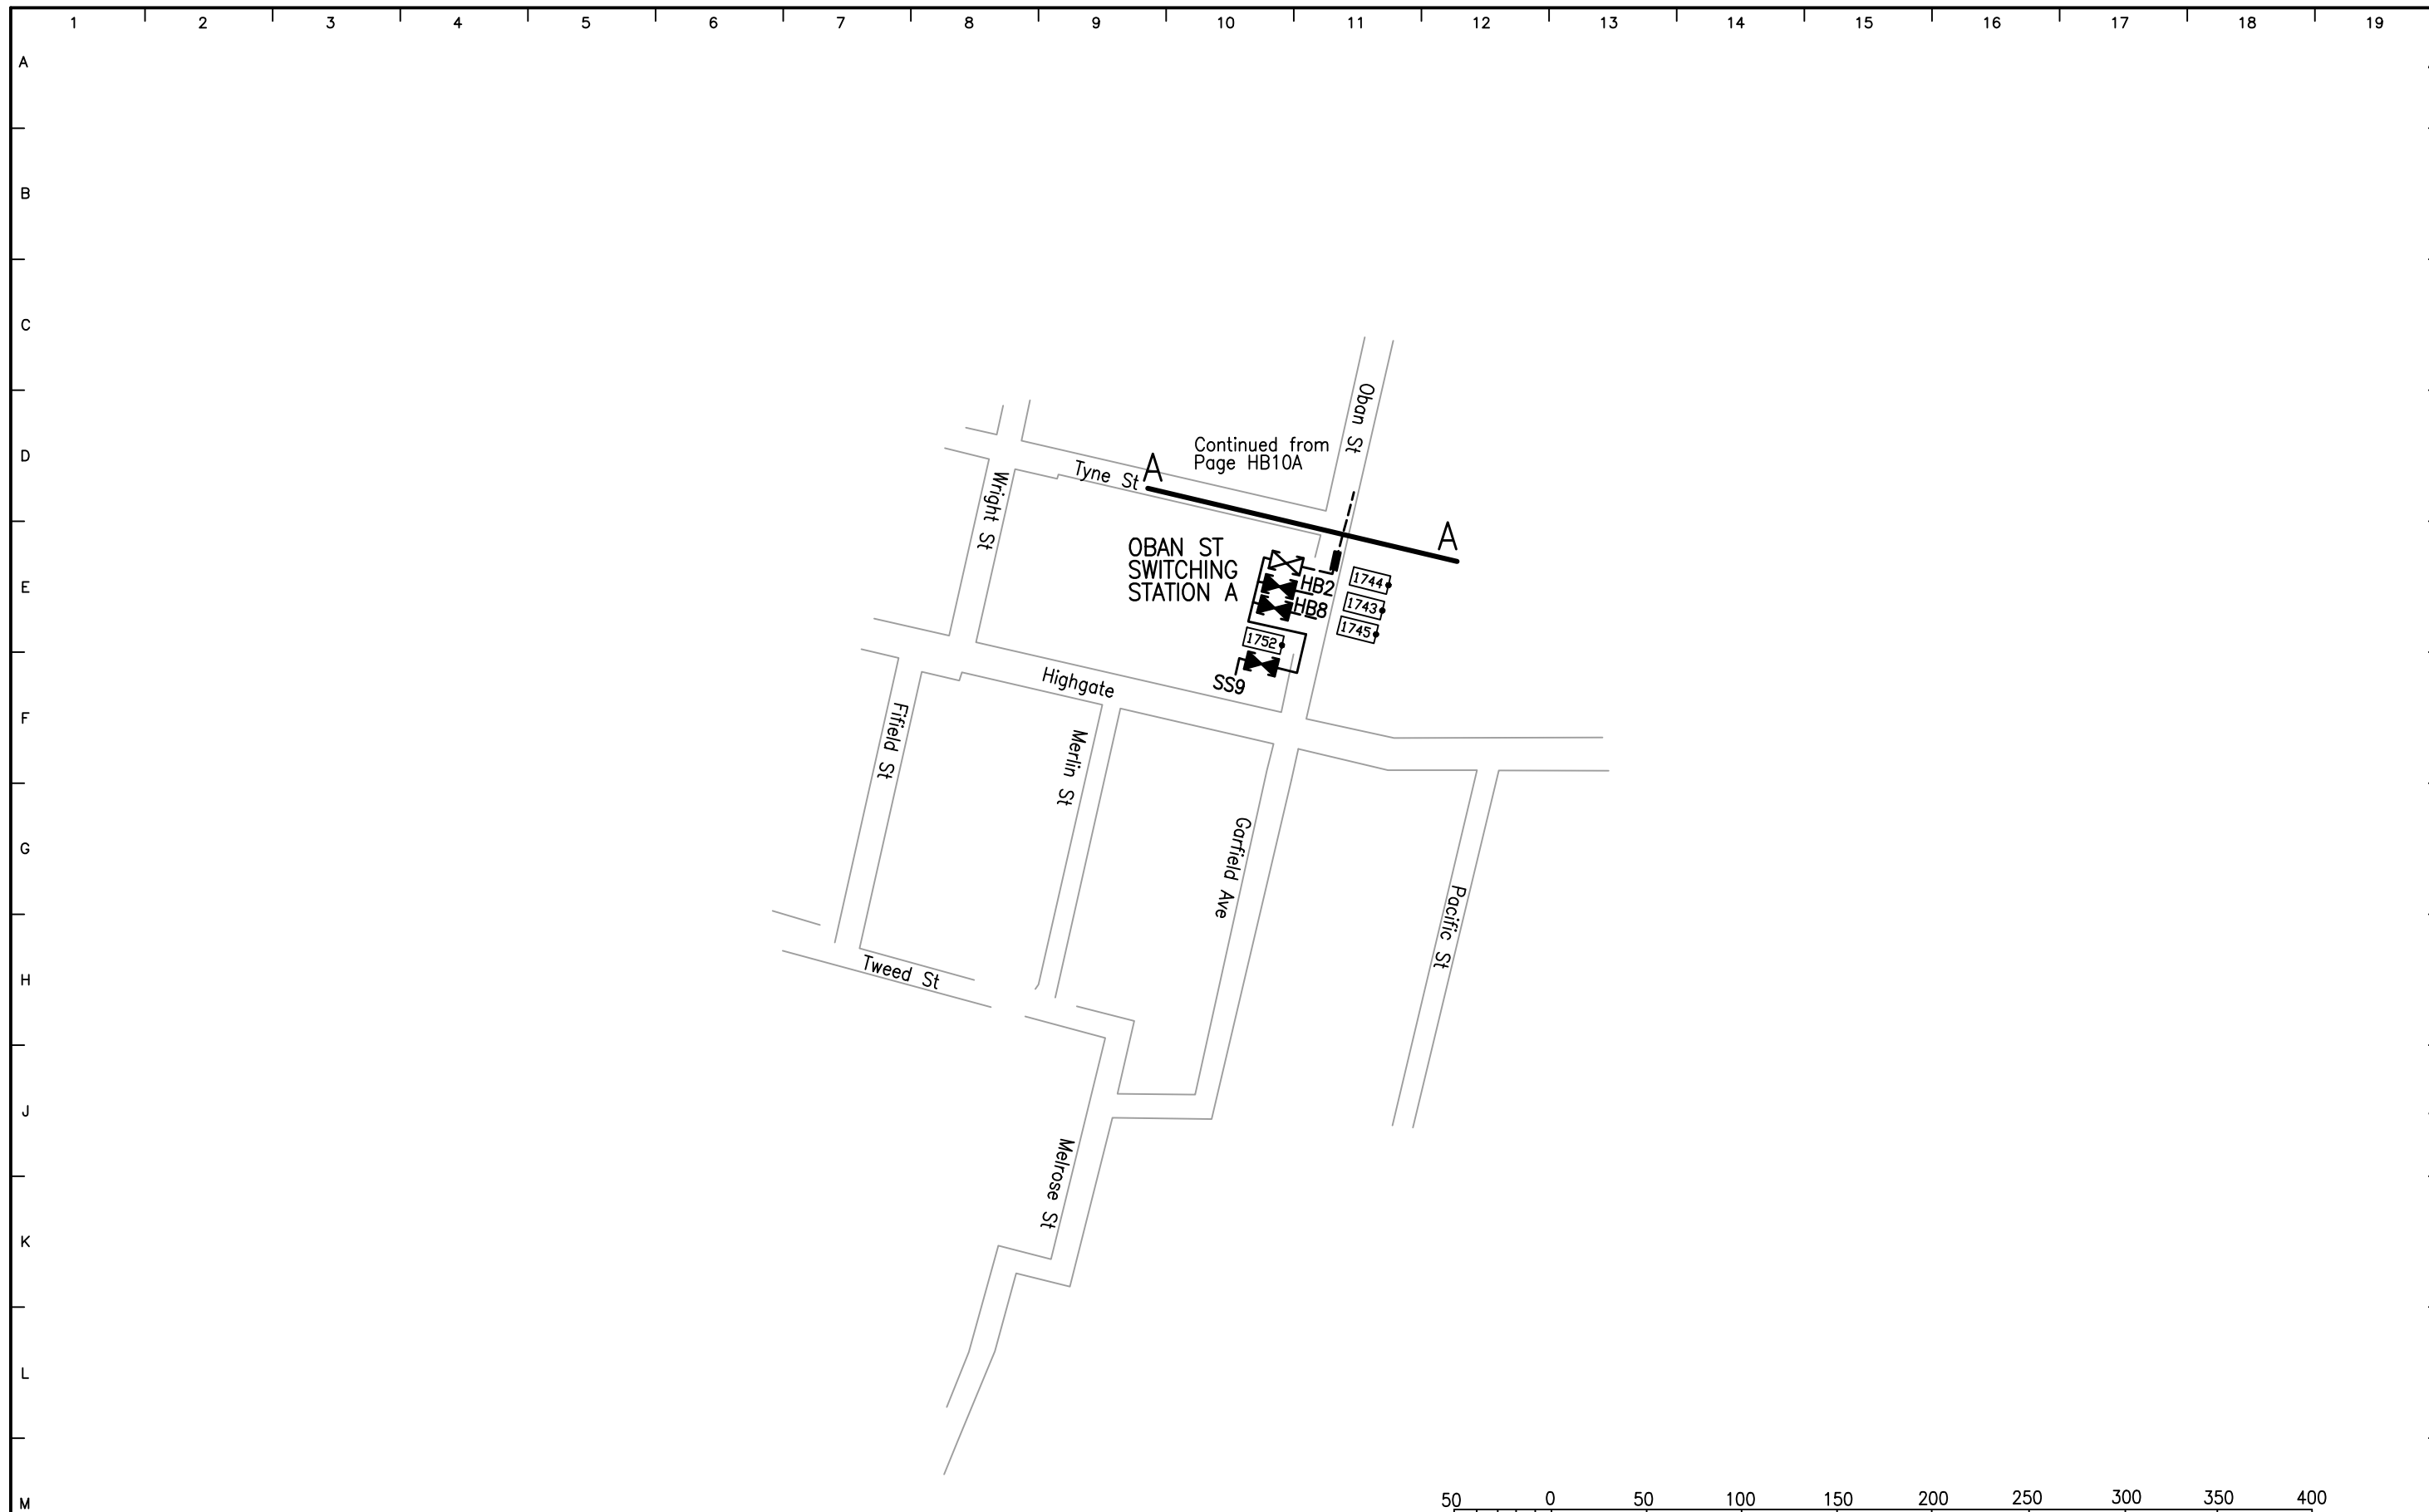 1 2 3 4 5 6 7 8 9 10 11 12 13 14 15 16 17 18 19
A
B
C
D
E
F
G
H
J
K
L
M
Oban St
Continued from
Page HB10A
A
Tyne St
Wright St
A
OBAN ST
SWITCHING
STATION A
HB2
HB8
1744
1743
1745
1752
SS9
Highgate
Fifield St
Merlin St
Garfield Ave
Pacific St
Tweed St
Melrose St
50 0 50 100 150 200 250 300 350 400